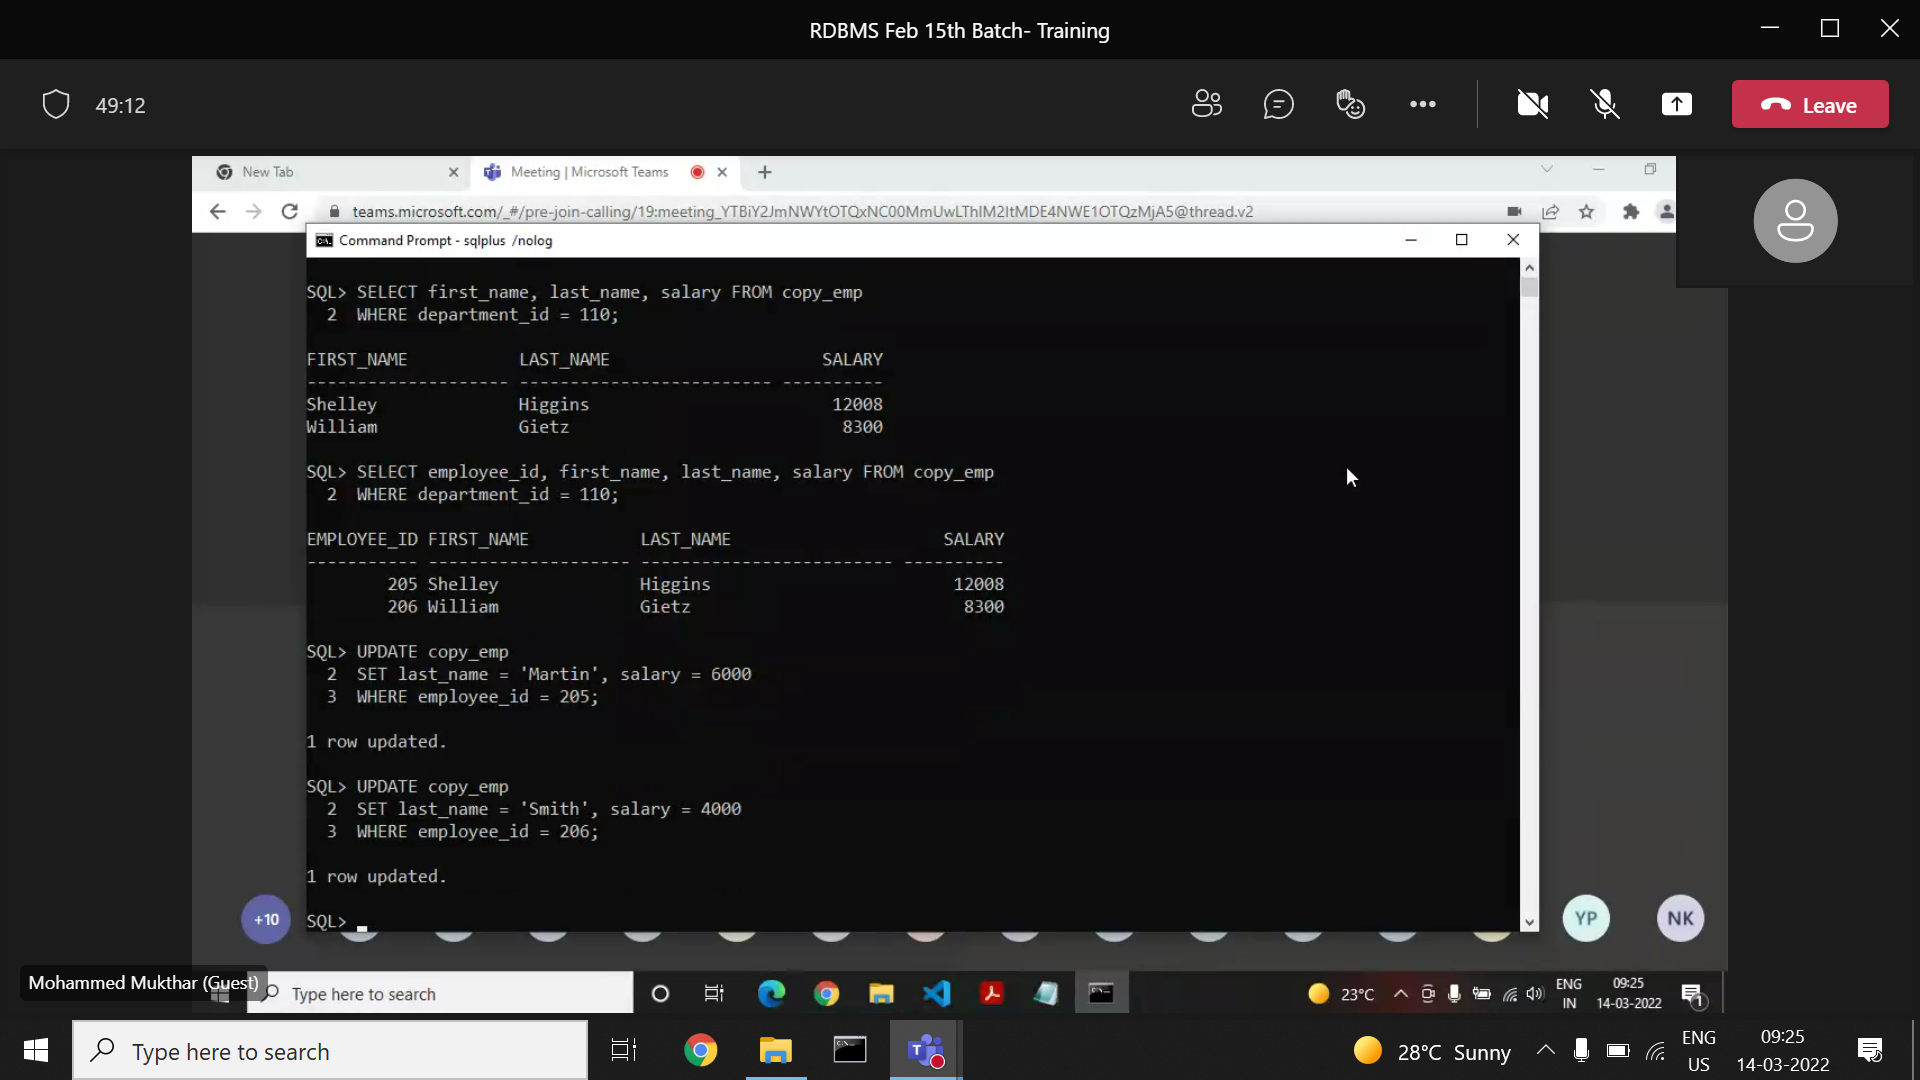 RDBMS Feb 15th Batch- Training
49:12
Leave
New Tab
Meeting | Microsoft Teams
teams.microsoft.com/_#/pre-join-calling/19:meeting_YTBiY2JmNWYtOTQxNC00MmUwLThlM2ItMDE4NWE1OTQzMjA5@thread.v2
Command Prompt - sqlplus /nolog
SQL> SELECT first_name, last_name, salary FROM copy_emp
2 WHERE department_id = 110;
FIRST_NAME LAST_NAME SALARY
-------------------- ------------------------- ----------
Shelley Higgins 12008
William Gietz 8300
SQL> SELECT employee_id, first_name, last_name, salary FROM copy_emp
2 WHERE department_id = 110;
EMPLOYEE_ID FIRST_NAME LAST_NAME SALARY
----------- -------------------- ------------------------- ----------
205 Shelley Higgins 12008
206 William Gietz 8300
SQL> UPDATE copy_emp
2 SET last_name = 'Martin', salary = 6000
3 WHERE employee_id = 205;
1 row updated.
SQL> UPDATE copy_emp
2 SET last_name = 'Smith', salary = 4000
3 WHERE employee_id = 206;
1 row updated.
SQL>
+10
YP
NK
Mohammed Mukthar (Guest)
Type here to search
23°C
ENG
IN
09:25
14-03-2022
1
Type here to search
28°C Sunny
ENG
US
09:25
14-03-2022